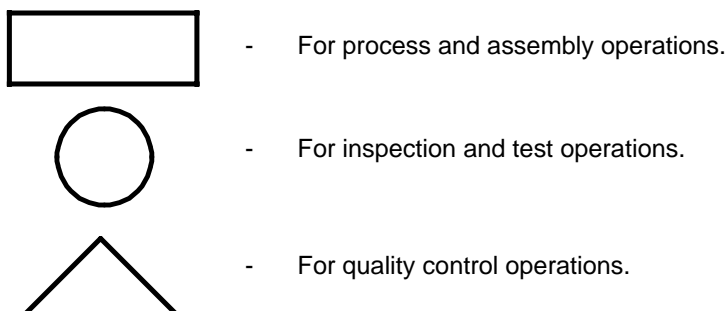 - For process and assembly operations.
- For inspection and test operations.
- For quality control operations.